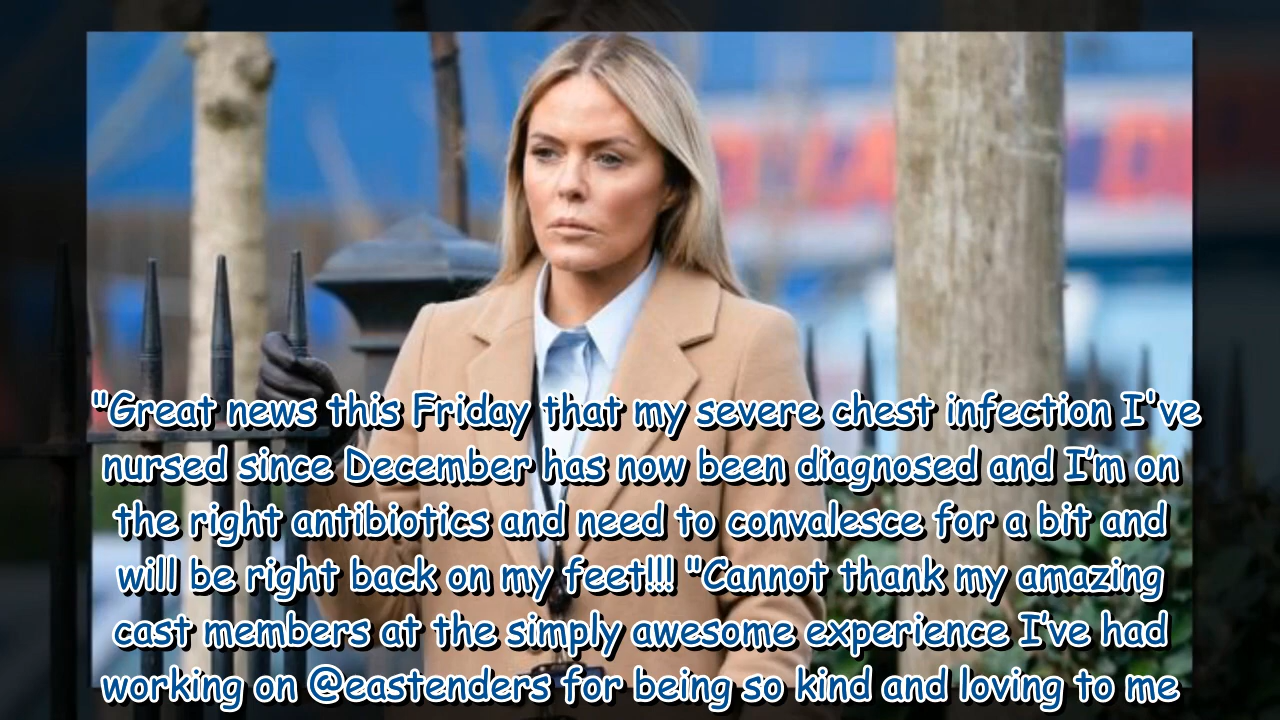 "Great news this Friday that my severe chest infection I've
nursed since December has now been diagnosed and I’m on
the right antibiotics and need to convalesce for a bit and
will be right back on my feet!!! "Cannot thank my amazing
cast members at the simply awesome experience I’ve had
working on @eastenders for being so kind and loving to me